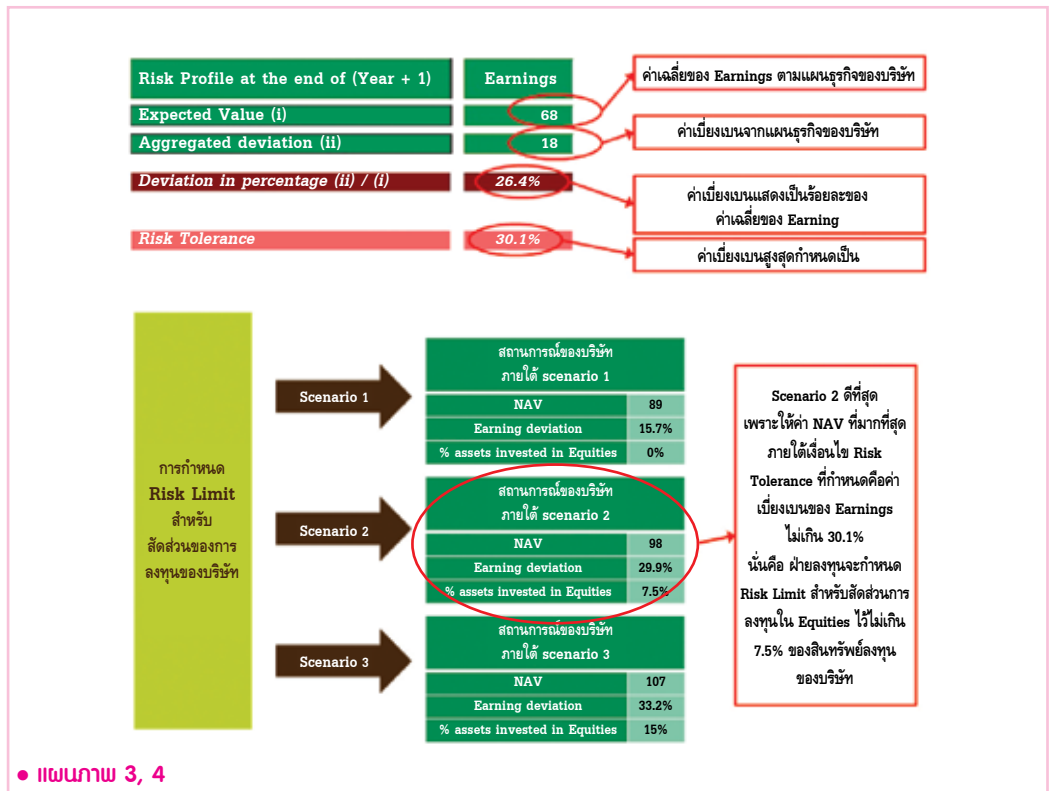 Risk Profile at the end of (Year + 1) Earnings
Expected Value (i) 68
Aggregated deviation (ii) 18
Deviation in percentage (ii) / (i) 26.4%
Risk Tolerance 30.1%
ค่าเฉลี่ยของ Earnings ตามแผนธุรกิจของบริษัท
ค่าเบี่ยงเบนจากแผนธุรกิจของบริษัท
ค่าเบี่ยงเบนแสดงเป็นร้อยละของ
ค่าเฉลี่ยของ Earning
ค่าเบี่ยงเบนสูงสุดกำหนดเป็น
การกำหนด
Risk Limit
สำหรับ
สัดส่วนของการ
ลงทุนของบริษัท
Scenario 1
สถานการณ์ของบริษัท
ภายใต้ scenario 1
NAV 89
Earning deviation 15.7%
% assets invested in Equities 0%
Scenario 2
สถานการณ์ของบริษัท
ภายใต้ scenario 2
NAV 98
Earning deviation 29.9%
% assets invested in Equities 7.5%
Scenario 3
สถานการณ์ของบริษัท
ภายใต้ scenario 3
NAV 107
Earning deviation 33.2%
% assets invested in Equities 15%
Scenario 2 ดีที่สุด
เพราะให้ค่า NAV ที่มากที่สุด
ภายใต้เงื่อนไข Risk
Tolerance ที่กำหนดคือค่า
เบี่ยงเบนของ Earnings
ไม่เกิน 30.1%
นั่นคือ ฝ่ายลงทุนจะกำหนด
Risk Limit สำหรับสัดส่วนการ
ลงทุนใน Equities ไว้ไม่เกิน
7.5% ของสินทรัพย์ลงทุน
ของบริษัท
• แผนภาพ 3, 4